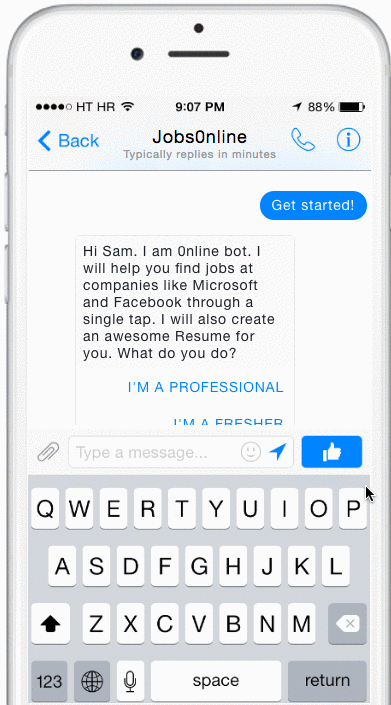 HT HR 9:07 PM 88%
Back Jobs0nline
Typically replies in minutes
Get started!
Hi Sam. I am 0nline bot. I
will help you find jobs at
companies like Microsoft
and Facebook through a
single tap. I will also create
an awesome Resume for
you. What do you do?
I'M A PROFESSIONAL
I'M A FRESHER
Type a message...
Q W E R T Y U I O P
A S D F G H J K L
Z X C V B N M
123 space return